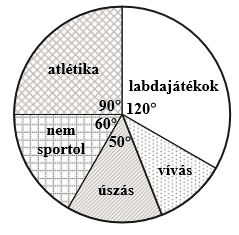 atlétika
labdajátékok
90°
120°
60°
50°
nem
sportol
vívás
úszás